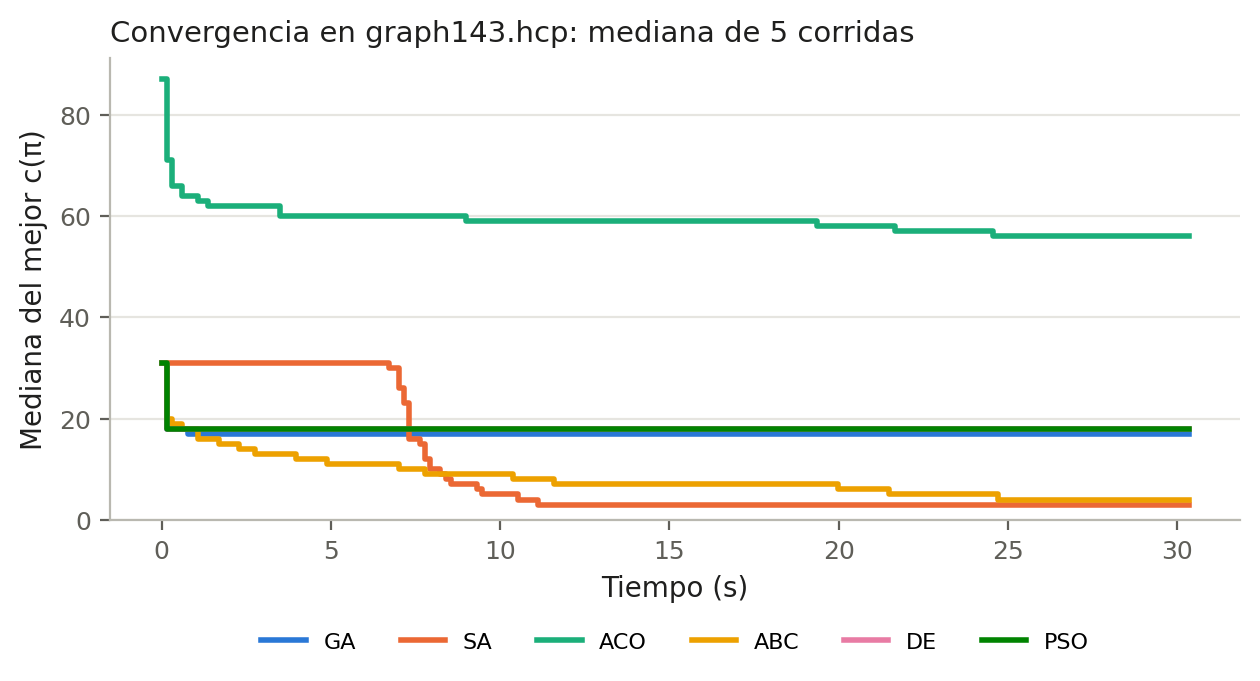 Convergencia en graph143.hcp: mediana de 5 corridas
Mediana del mejor c(π)
80
60
40
20
0
0 5 10 15 20 25 30
Tiempo (s)
GA SA ACO ABC DE PSO